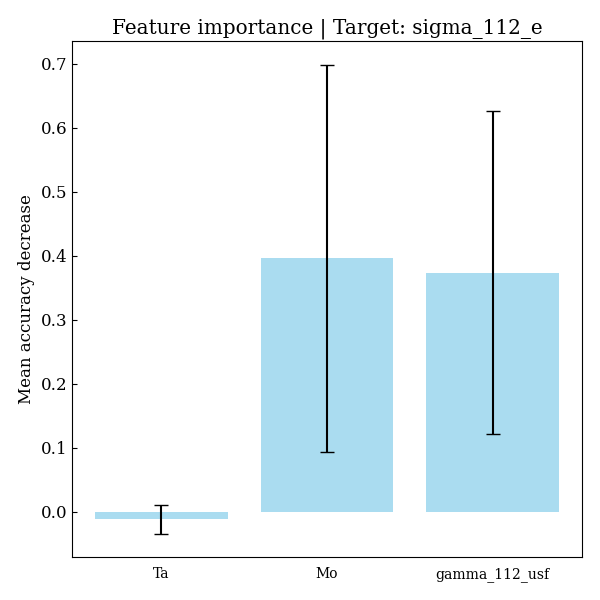 Feature importance | Target: sigma_112_e
Mean accuracy decrease
0.7
0.6
0.5
0.4
0.3
0.2
0.1
0.0
Ta
Mo
gamma_112_usf